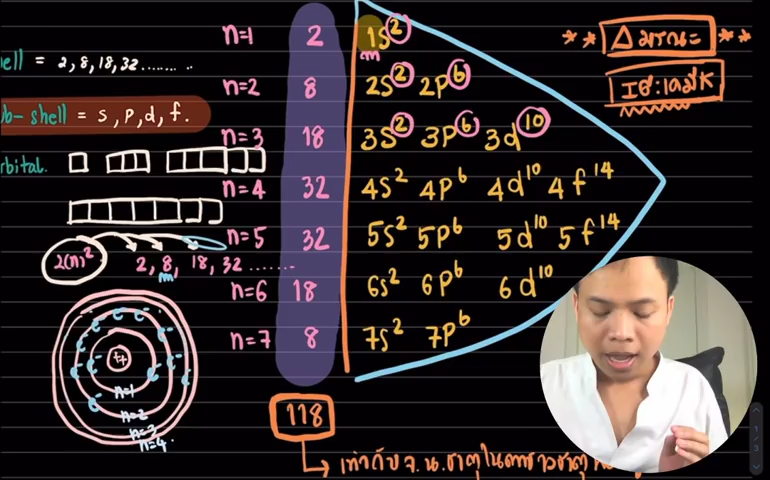 n=1 2 1s²
** Δ มรณะ **
ell = 2, 8, 18, 32........
n=2 8 2s² 2p⁶
b- shell = s, p, d, f.
n=3 18 3s² 3p⁶ 3d¹⁰
rbital.
n=4 32 4s² 4p⁶ 4d¹⁰ 4f¹⁴
n=5 32 5s² 5p⁶ 5d¹⁰ 5f¹⁴
2(n)² 2, 8, 18, 32 .......
n=6 18 6s² 6p⁶ 6d¹⁰
n=7 8 7s² 7p⁶
n=1
n=2
n=3
n=4.
118
เท่ากับ จ.น.ธาตุในตารางธาตุ